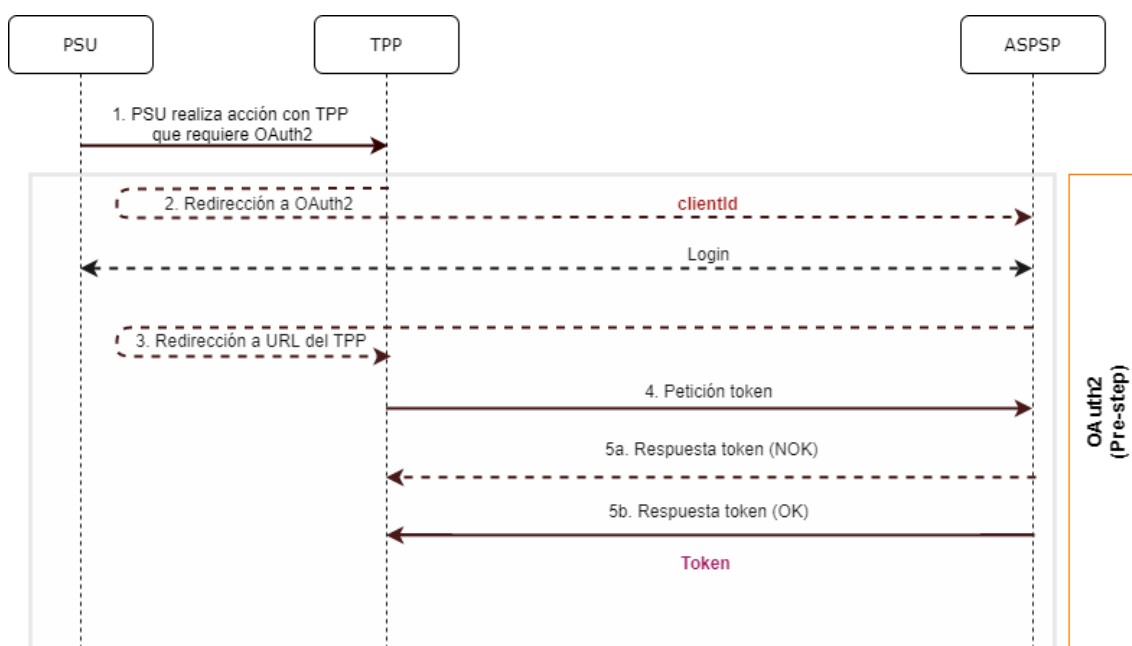 PSU
TPP
ASPSP
1. PSU realiza acción con TPP
que requiere OAuth2
2. Redirección a OAuth2
clientId
Login
3. Redirección a URL del TPP
4. Petición token
5a. Respuesta token (NOK)
5b. Respuesta token (OK)
Token
OAuth2
(Pre-step)